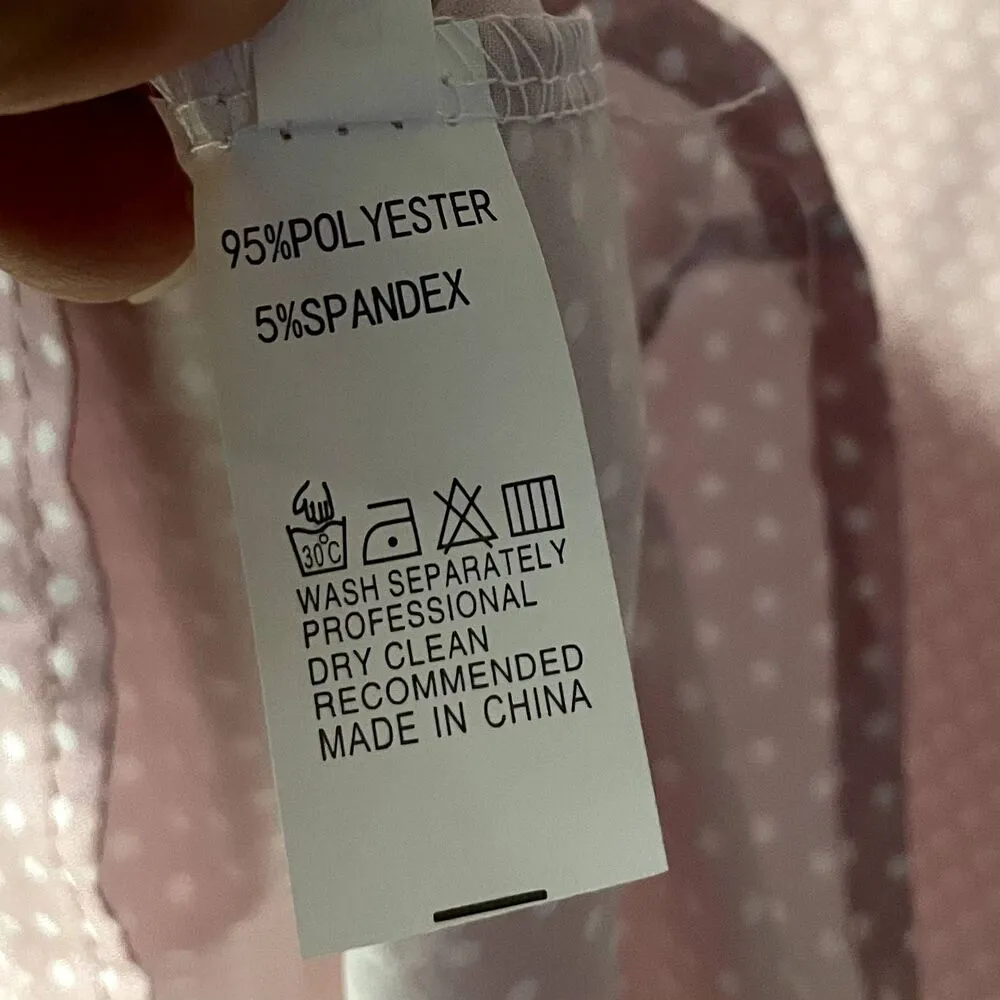 95%POLYESTER
5%SPANDEX
30°C
WASH SEPARATELY
PROFESSIONAL
DRY CLEAN
RECOMMENDED
MADE IN CHINA